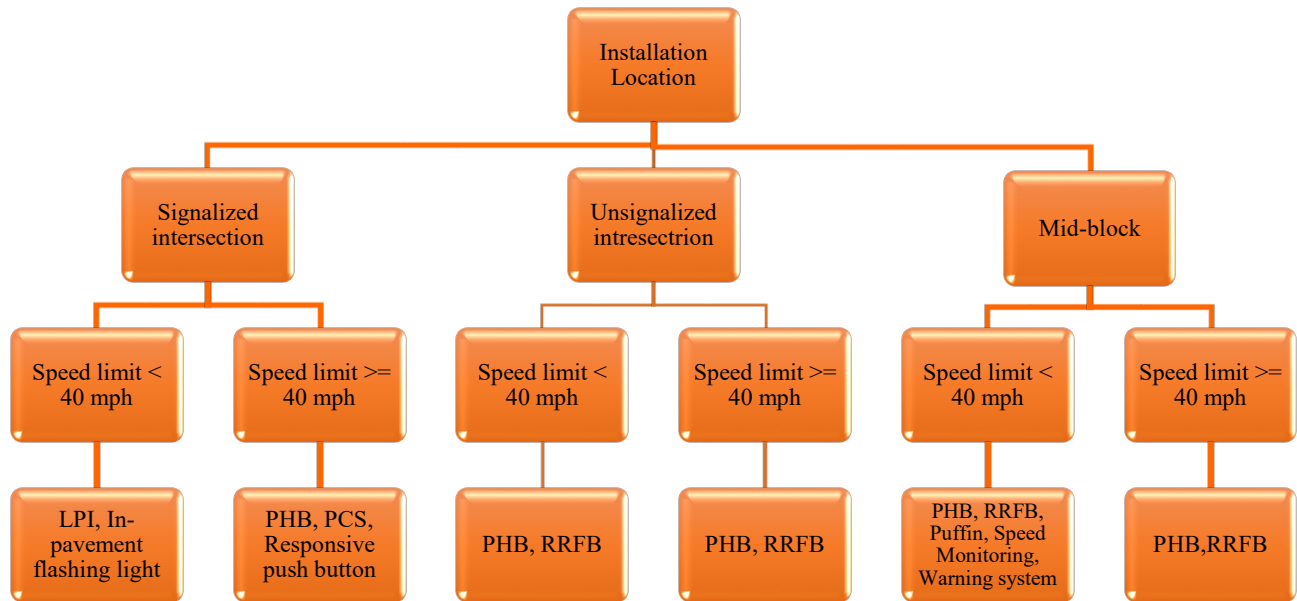 Installation
Location
Signalized
intersection
Unsignalized
intresectrion
Mid-block
Speed limit <
40 mph
Speed limit >=
40 mph
Speed limit <
40 mph
Speed limit >=
40 mph
Speed limit <
40 mph
Speed limit >=
40 mph
LPI, In-
pavement
flashing light
PHB, PCS,
Responsive
push button
PHB, RRFB
PHB, RRFB
PHB, RRFB,
Puffin, Speed
Monitoring,
Warning system
PHB,RRFB